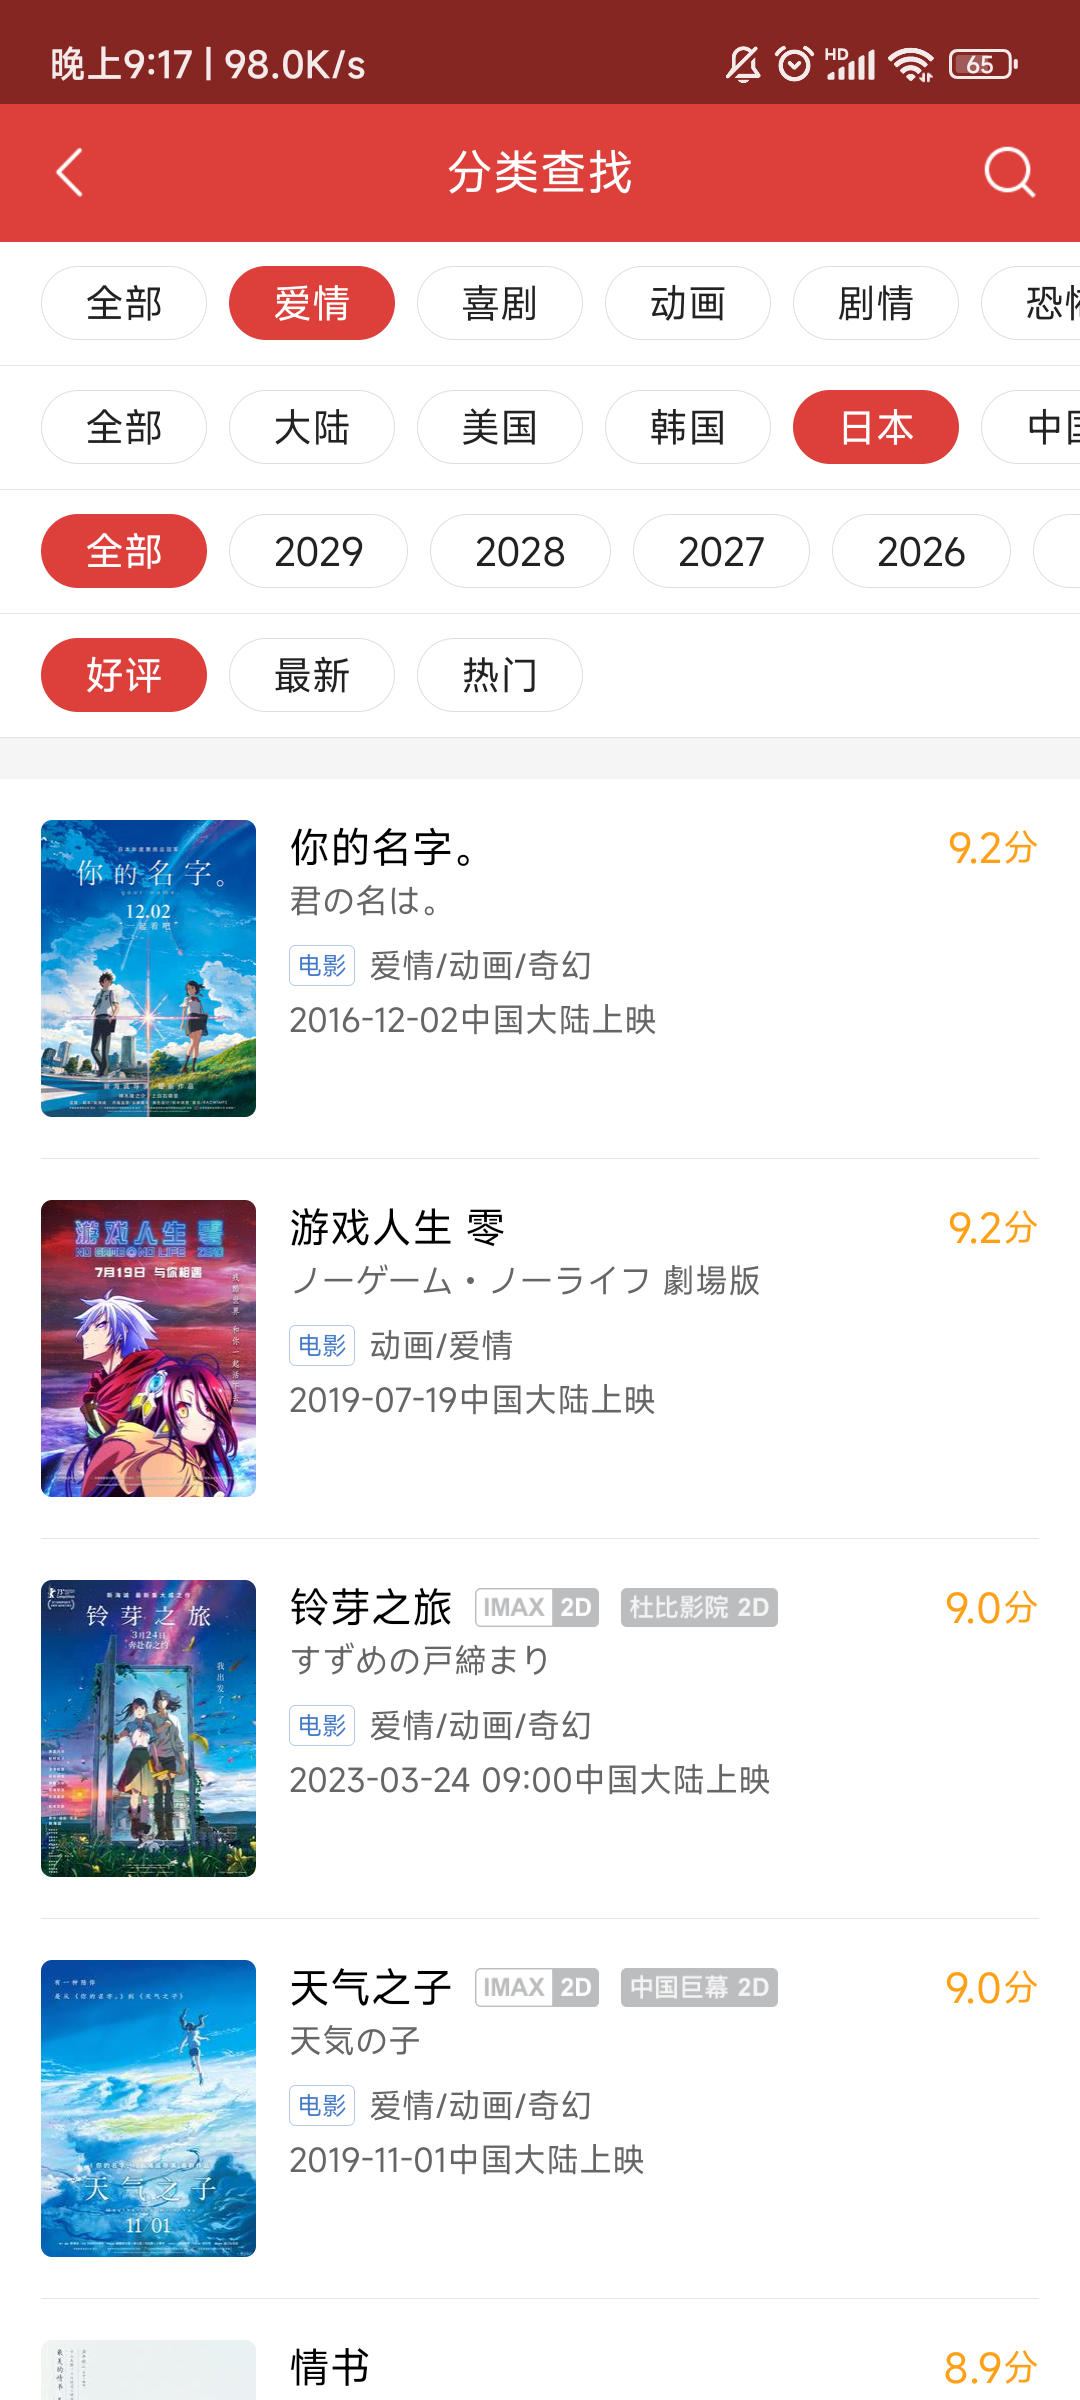 晚上9:17 | 98.0K/s
HD
65
分类查找
全部 爱情 喜剧 动画 剧情
全部 大陆 美国 韩国 日本
全部 2029 2028 2027 2026
好评 最新 热门
你的名字。
12.02
你的名字。 9.2分
君の名は。
电影 爱情/动画/奇幻
2016-12-02中国大陆上映
游戏人生 零
NO GAME NO LIFE ZERO
7月19日 与你相遇
游戏人生 零 9.2分
ノーゲーム・ノーライフ 劇場版
电影 动画/爱情
2019-07-19中国大陆上映
铃芽之旅
3月24日
奔赴春之约
我出发了
铃芽之旅 IMAX 2D 杜比影院 2D 9.0分
すずめの戸締まり
电影 爱情/动画/奇幻
2023-03-24 09:00中国大陆上映
天气之子
11 01
天气之子 IMAX 2D 中国巨幕 2D 9.0分
天気の子
电影 爱情/动画/奇幻
2019-11-01中国大陆上映
情书 8.9分